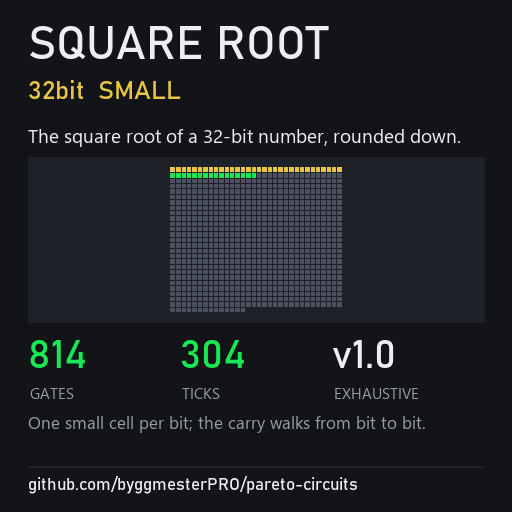 SQUARE ROOT
32bit SMALL
The square root of a 32-bit number, rounded down.
814 304 v1.0
GATES TICKS EXHAUSTIVE
One small cell per bit; the carry walks from bit to bit.
github.com/byggmesterPRO/pareto-circuits